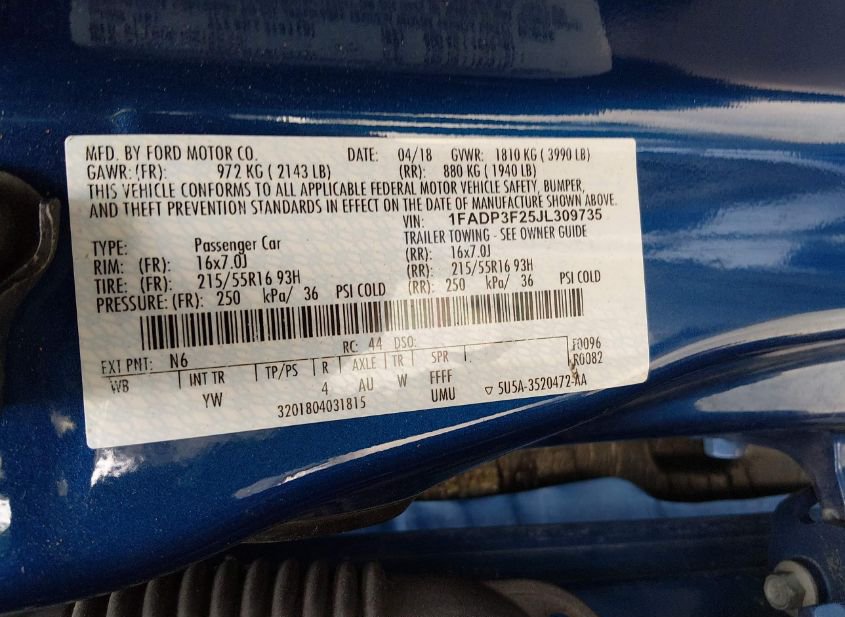 MFD. BY FORD MOTOR CO. DATE: 04/18 GVWR: 1810 KG ( 3990 LB)
GAWR: (FR): 972 KG ( 2143 LB) (RR): 880 KG ( 1940 LB)
THIS VEHICLE CONFORMS TO ALL APPLICABLE FEDERAL MOTOR VEHICLE SAFETY, BUMPER,
AND THEFT PREVENTION STANDARDS IN EFFECT ON THE DATE OF MANUFACTURE SHOWN ABOVE.
VIN: 1FADP3F25JL309735
TYPE: Passenger Car TRAILER TOWING - SEE OWNER GUIDE
RIM: (FR): 16x7.0J (RR): 16x7.0J
TIRE: (FR): 215/55R16 93H (RR): 215/55R16 93H
PRESSURE: (FR): 250 kPa/ 36 PSI COLD (RR): 250 kPa/ 36 PSI COLD
EXT PNT: N6 RC: 44 DSO: F0096
R0082
WB INT TR TP/PS R AXLE TR SPR
YW 4 AU W FFFF
UMU
3201804031815 ▽ 5U5A-3520472-AA